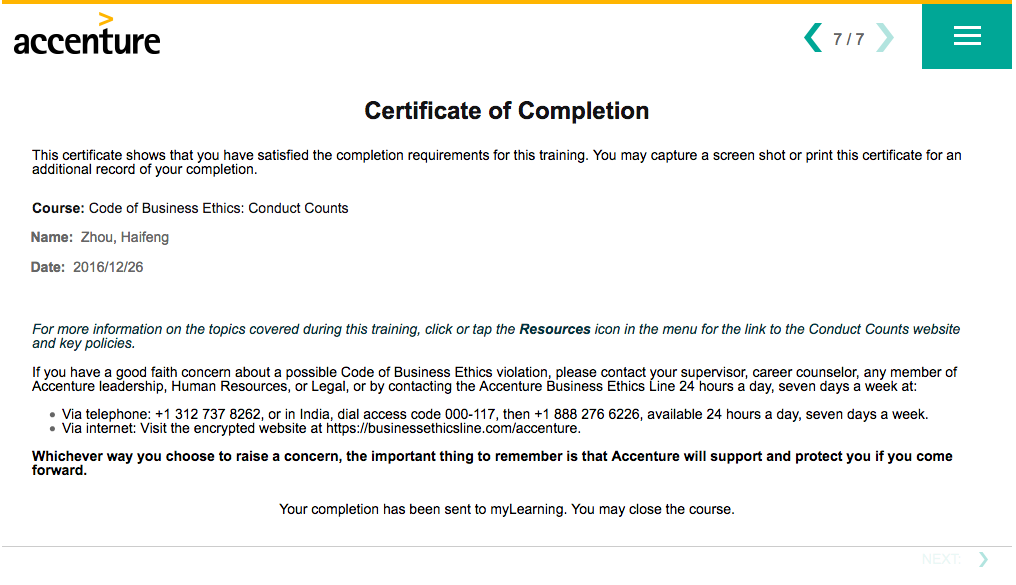 accenture
7 / 7
Certificate of Completion
This certificate shows that you have satisfied the completion requirements for this training. You may capture a screen shot or print this certificate for an
additional record of your completion.
Course: Code of Business Ethics: Conduct Counts
Name: Zhou, Haifeng
Date: 2016/12/26
For more information on the topics covered during this training, click or tap the Resources icon in the menu for the link to the Conduct Counts website
and key policies.
If you have a good faith concern about a possible Code of Business Ethics violation, please contact your supervisor, career counselor, any member of
Accenture leadership, Human Resources, or Legal, or by contacting the Accenture Business Ethics Line 24 hours a day, seven days a week at:
• Via telephone: +1 312 737 8262, or in India, dial access code 000-117, then +1 888 276 6226, available 24 hours a day, seven days a week.
• Via internet: Visit the encrypted website at https://businessethicsline.com/accenture.
Whichever way you choose to raise a concern, the important thing to remember is that Accenture will support and protect you if you come
forward.
Your completion has been sent to myLearning. You may close the course.
NEXT